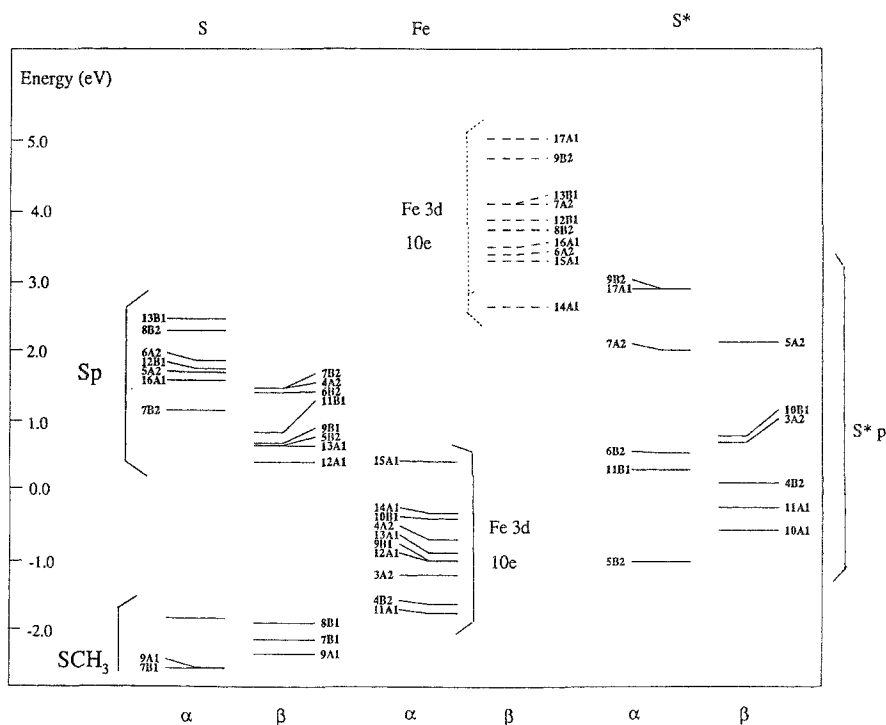 S Fe S*
Energy (eV)
5.0
4.0
3.0
2.0
1.0
0.0
-1.0
-2.0
Sp
13B1
8B2
6A2
12B1
5A2
16A1
7B2
7B2
4A2
6B2
11B1
9B1
5B2
13A1
12A1
SCH3
9A1
7B1
8B1
7B1
9A1
15A1
14A1
10B1
4A2
13A1
9B1
12A1
3A2
4B2
11A1
Fe 3d
10e
Fe 3d
10e
17A1
9B2
13B1
7A2
12B1
8B2
16A1
6A2
15A1
14A1
9B2
17A1
7A2
6B2
11B1
5B2
5A2
10B1
3A2
4B2
11A1
10A1
S* p
α β α β α β